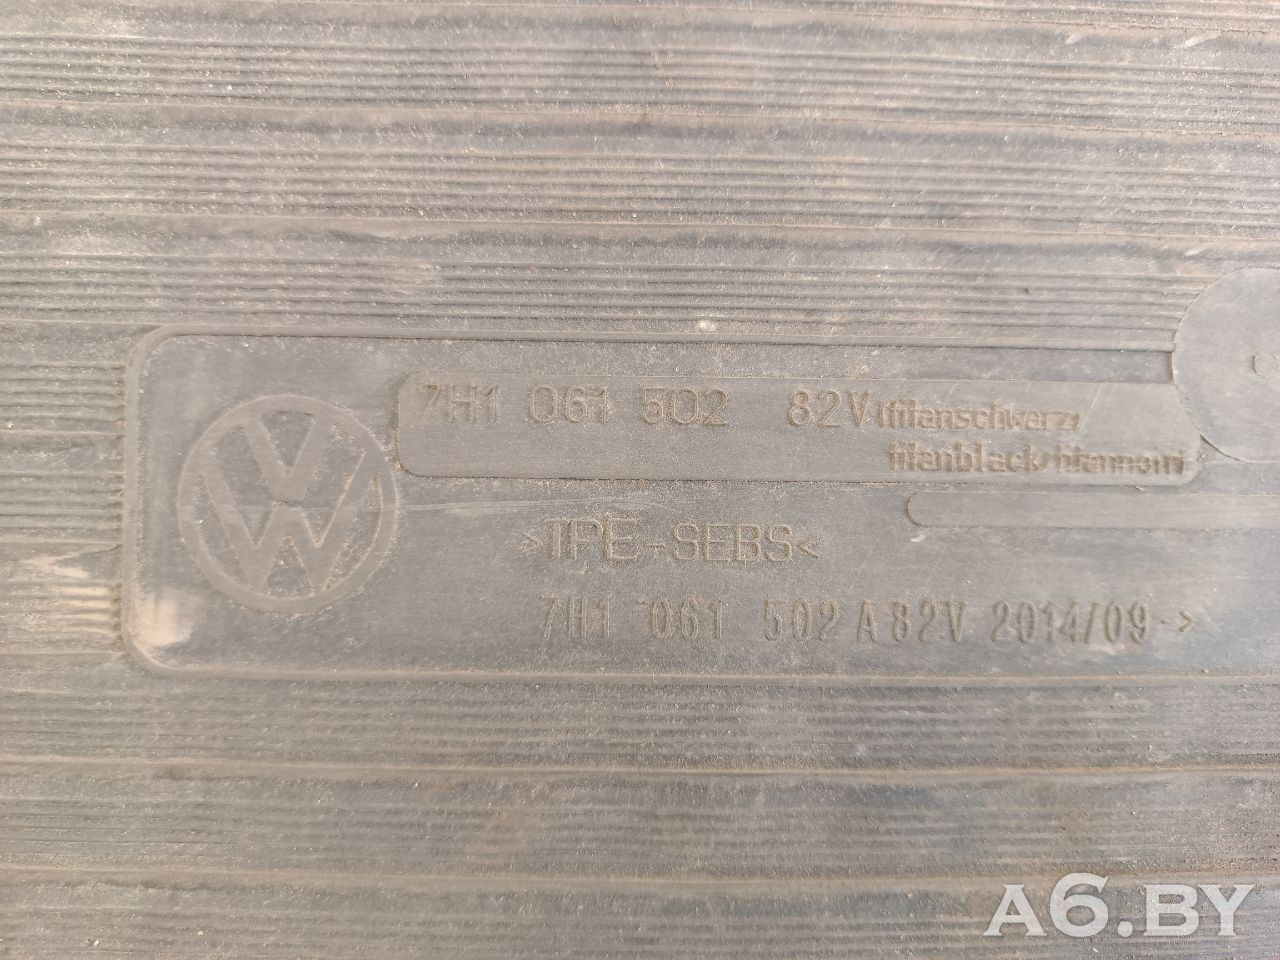 7H1 061 502 82V (titanschwarz/
titanblack/titannoir)
>TPE-SEBS<
7H1 061 502 A 82V 2014/09 >
A6.BY